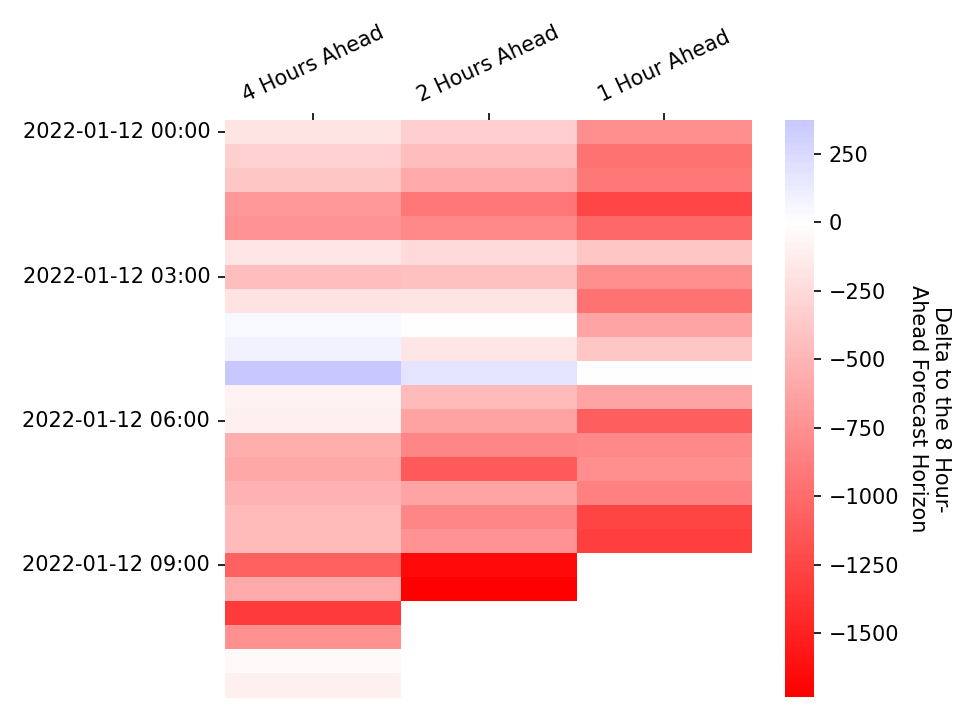 4 Hours Ahead
2 Hours Ahead
1 Hour Ahead
2022-01-12 00:00
2022-01-12 03:00
2022-01-12 06:00
2022-01-12 09:00
250
0
−250
−500
−750
−1000
−1250
−1500
Delta to the 8 Hour-
Ahead Forecast Horizon